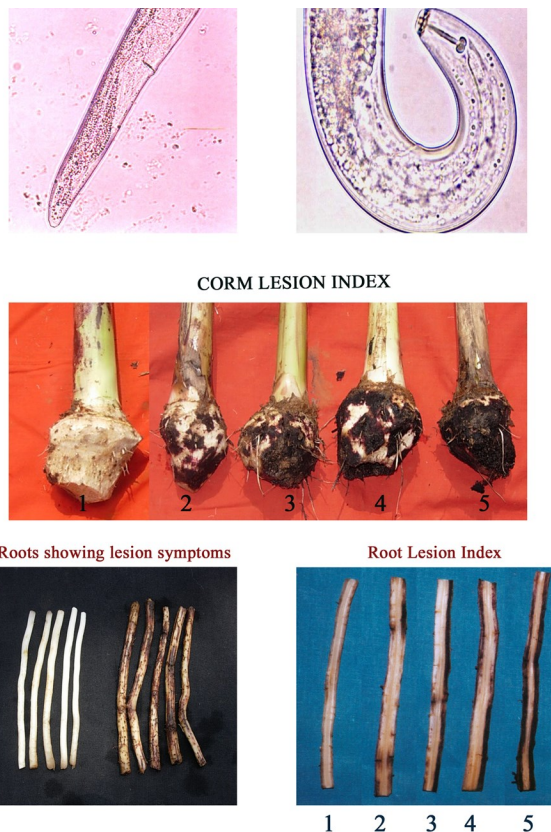 CORM LESION INDEX
1 2 3 4 5
Roots showing lesion symptoms
Root Lesion Index
1 2 3 4 5